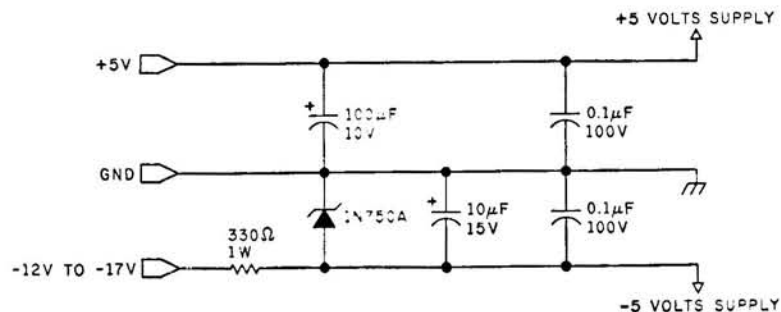 +5 VOLTS SUPPLY
+5V
+
100µF
10V
0.1µF
100V
GND
1N750A
+
10µF
15V
0.1µF
100V
330Ω
1W
-12V TO -17V
-5 VOLTS SUPPLY